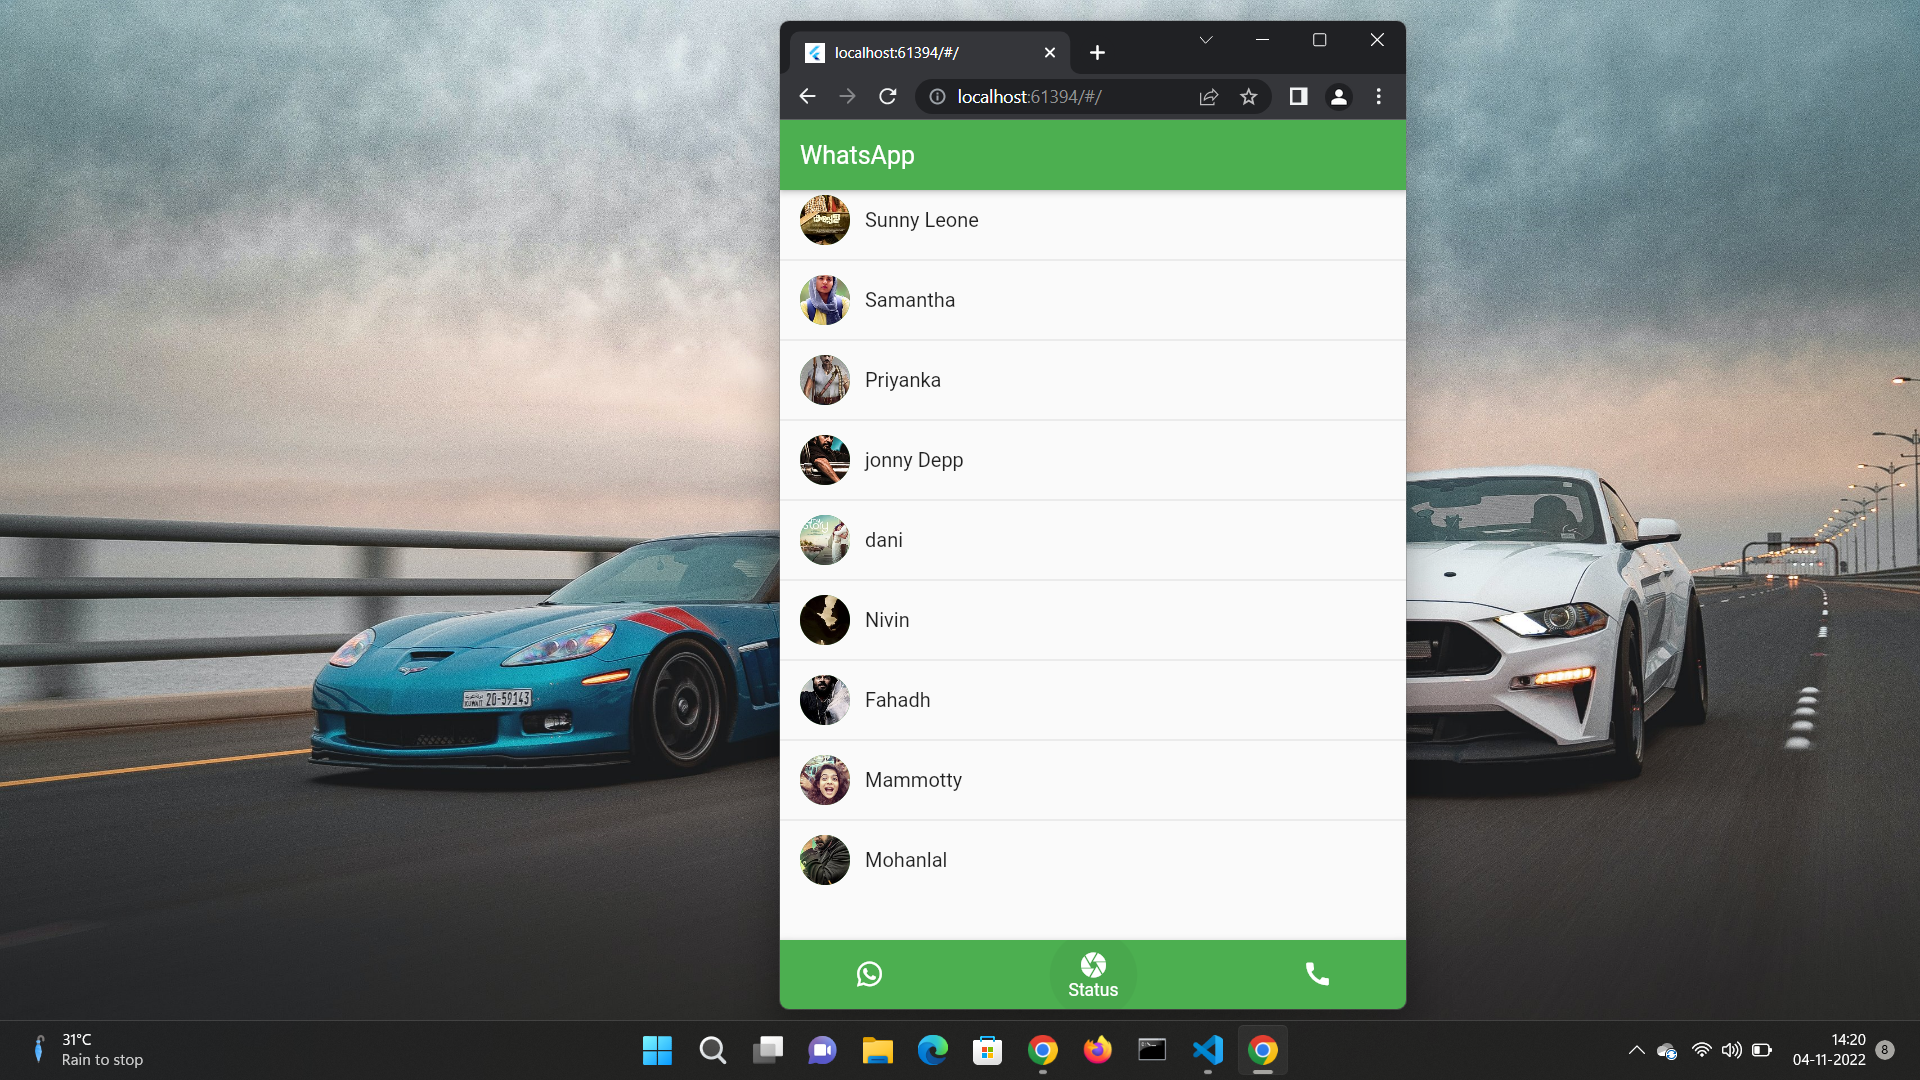 localhost:61394/#/
localhost:61394/#/
WhatsApp
Sunny Leone
Samantha
Priyanka
jonny Depp
dani
Nivin
Fahadh
Mammotty
Mohanlal
Status
20-59143
31°C
Rain to stop
14:20
04-11-2022
8